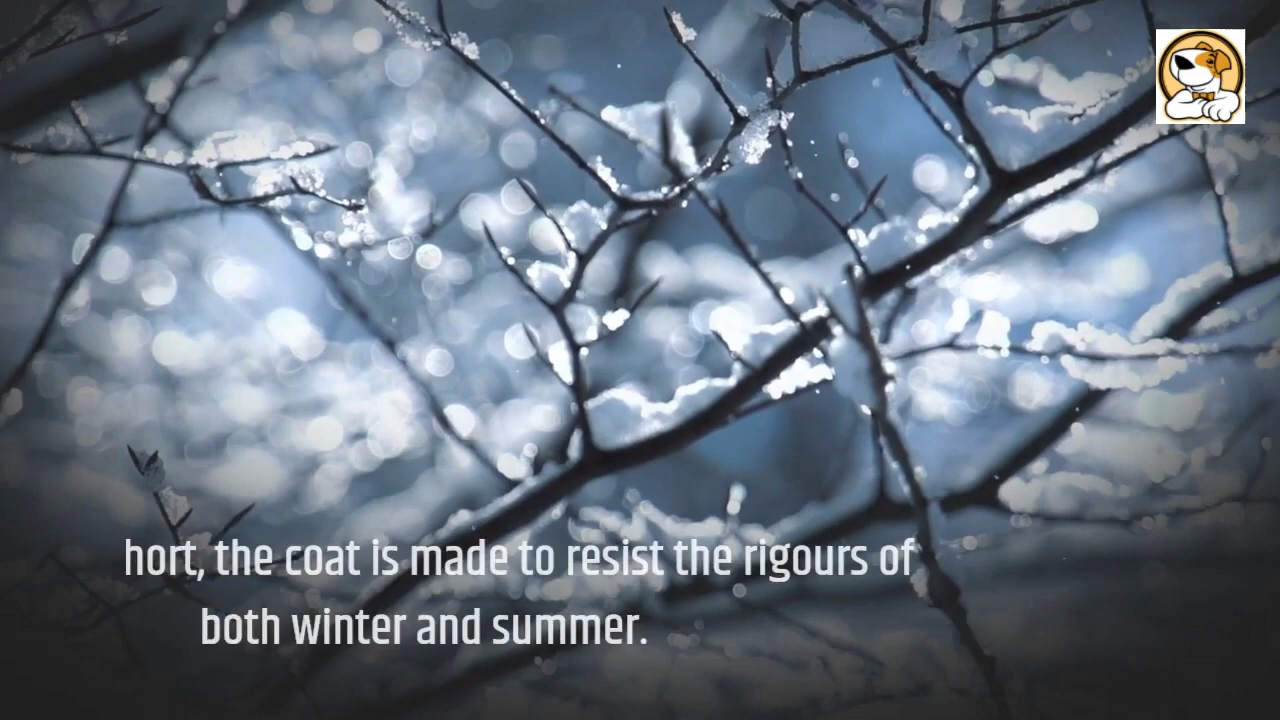 hort, the coat is made to resist the rigours of
both winter and summer.